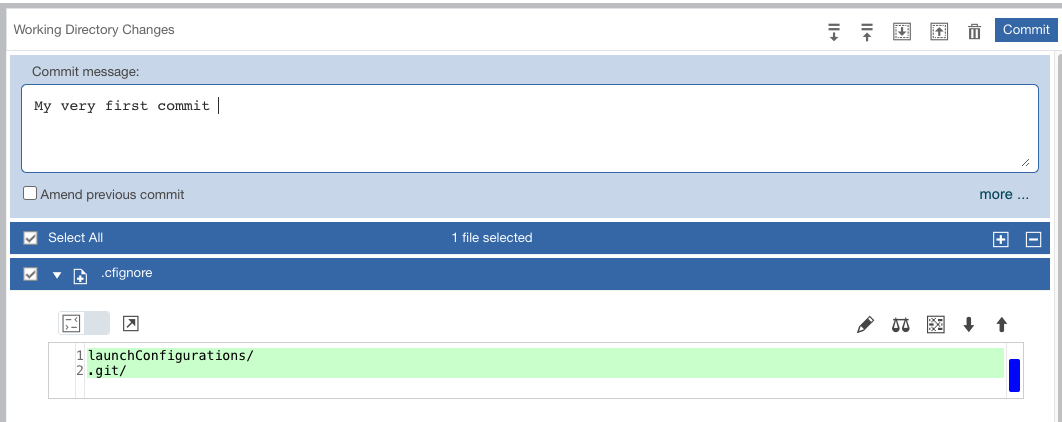 Working Directory Changes
Commit
Commit message:
My very first commit
Amend previous commit
more ...
Select All
1 file selected
.cfignore
1 launchConfigurations/
2 .git/